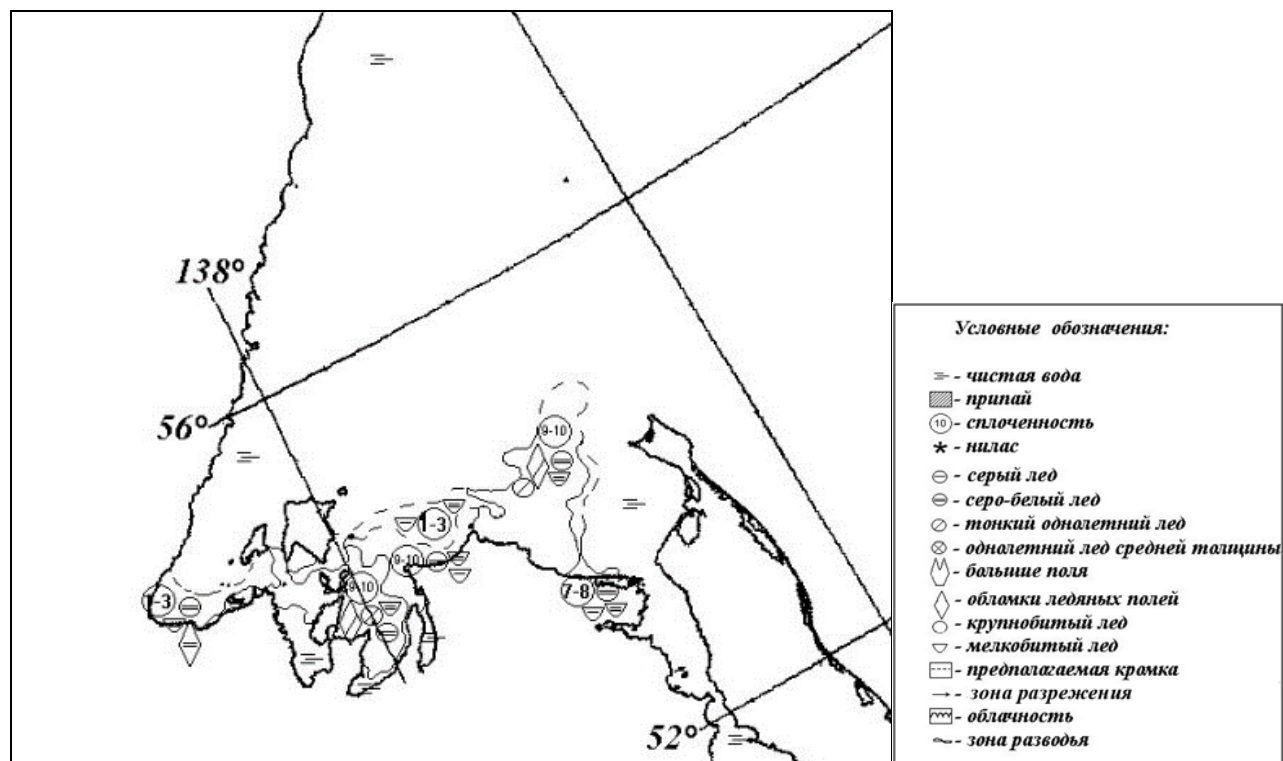 138°
56°
9-10
1-3
9-10
9-10
1-3
7-8
52°
Условные обозначения:
- чистая вода
- припай
10 - сплоченность
- нилас
- серый лед
- серо-белый лед
- тонкий однолетний лед
- однолетний лед средней толщины
- большие поля
- обломки ледяных полей
- крупнобитый лед
- мелкобитый лед
- предполагаемая кромка
- зона разрежения
- облачность
- зона разводья